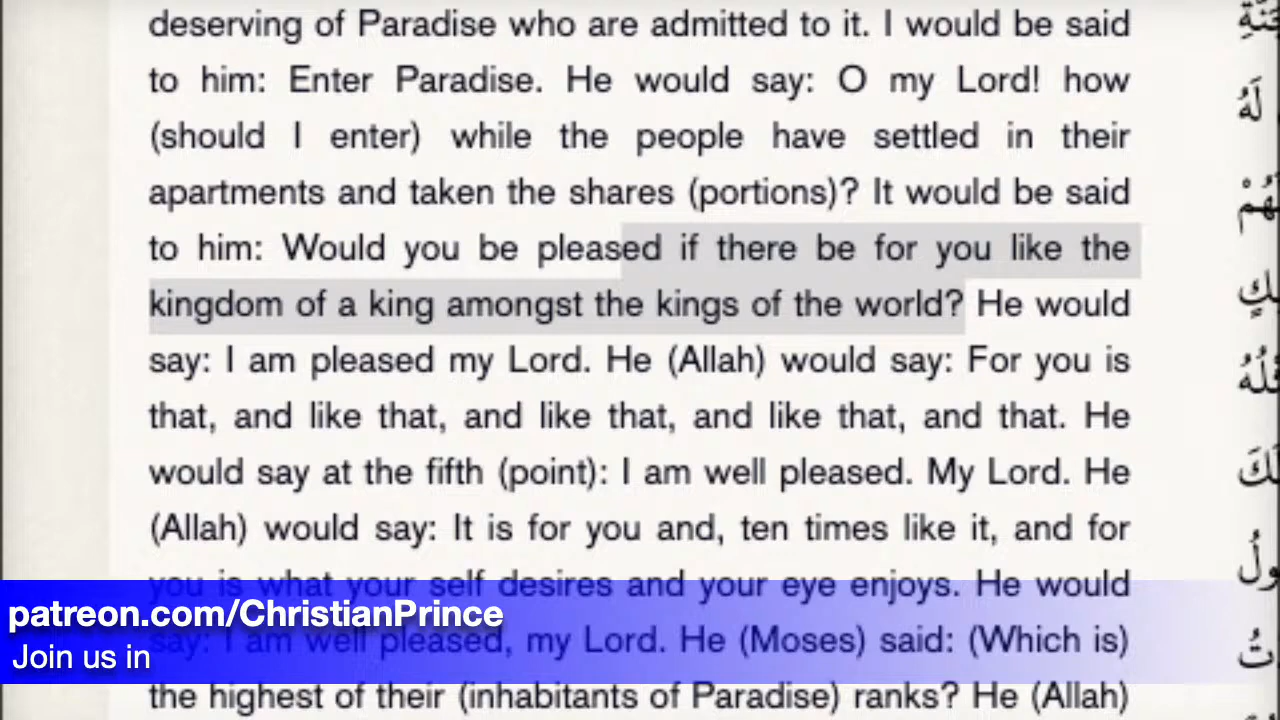 deserving of Paradise who are admitted to it. I would be said
to him: Enter Paradise. He would say: O my Lord! how
(should I enter) while the people have settled in their
apartments and taken the shares (portions)? It would be said
to him: Would you be pleased if there be for you like the
kingdom of a king amongst the kings of the world? He would
say: I am pleased my Lord. He (Allah) would say: For you is
that, and like that, and like that, and like that, and that. He
would say at the fifth (point): I am well pleased. My Lord. He
(Allah) would say: It is for you and, ten times like it, and for
you is what your self desires and your eye enjoys. He would
say: I am well pleased, my Lord. He (Moses) said: (Which is)
the highest of their (inhabitants of Paradise) ranks? He (Allah)
patreon.com/ChristianPrince
Join us in